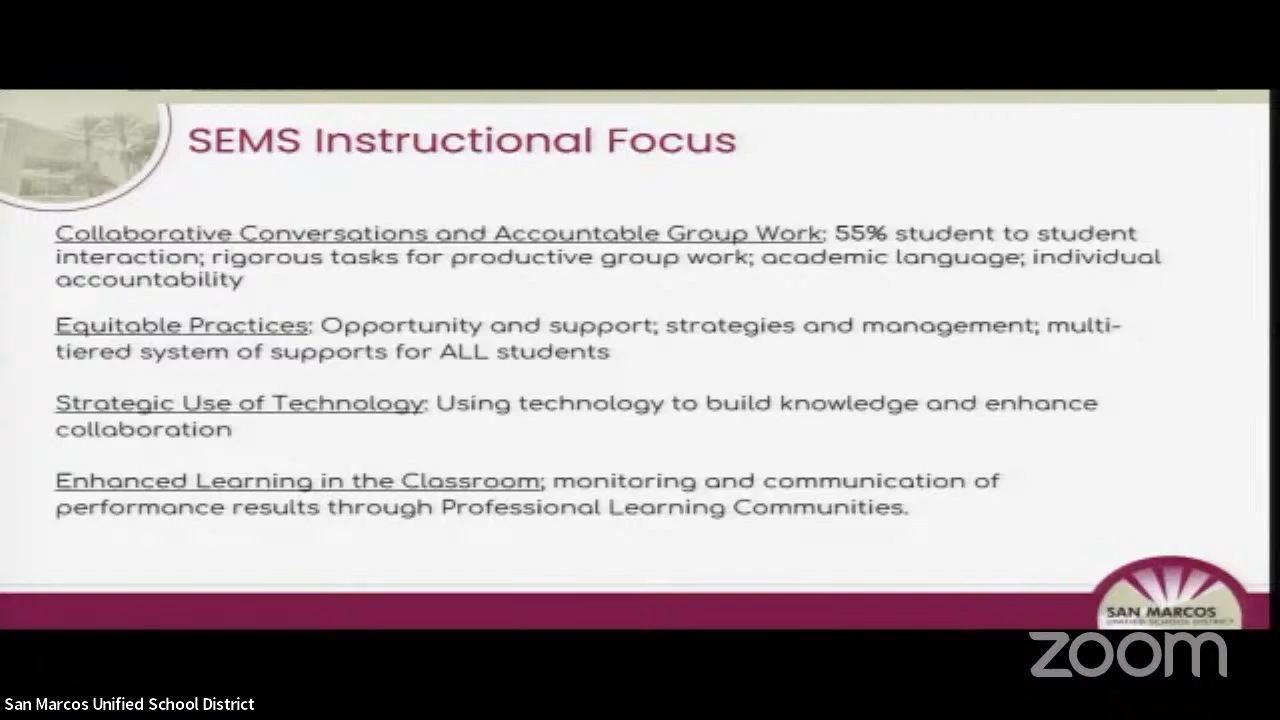 SEMS Instructional Focus
Collaborative Conversations and Accountable Group Work: 55% student to student
interaction; rigorous tasks for productive group work; academic language; individual
accountability
Equitable Practices: Opportunity and support; strategies and management; multi-
tiered system of supports for ALL students
Strategic Use of Technology: Using technology to build knowledge and enhance
collaboration
Enhanced Learning in the Classroom; monitoring and communication of
performance results through Professional Learning Communities.
SAN MARCOS
UNIFIED SCHOOL DISTRICT
zoom
San Marcos Unified School District